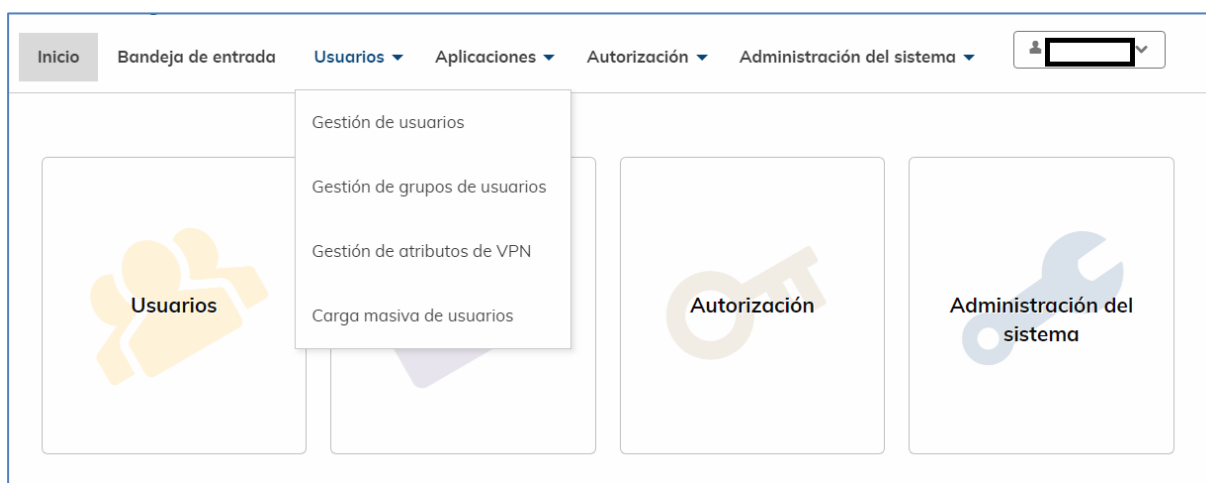 Inicio Bandeja de entrada Usuarios Aplicaciones Autorización Administración del sistema
Gestión de usuarios
Gestión de grupos de usuarios
Gestión de atributos de VPN
Carga masiva de usuarios
Usuarios
Autorización
Administración del
sistema